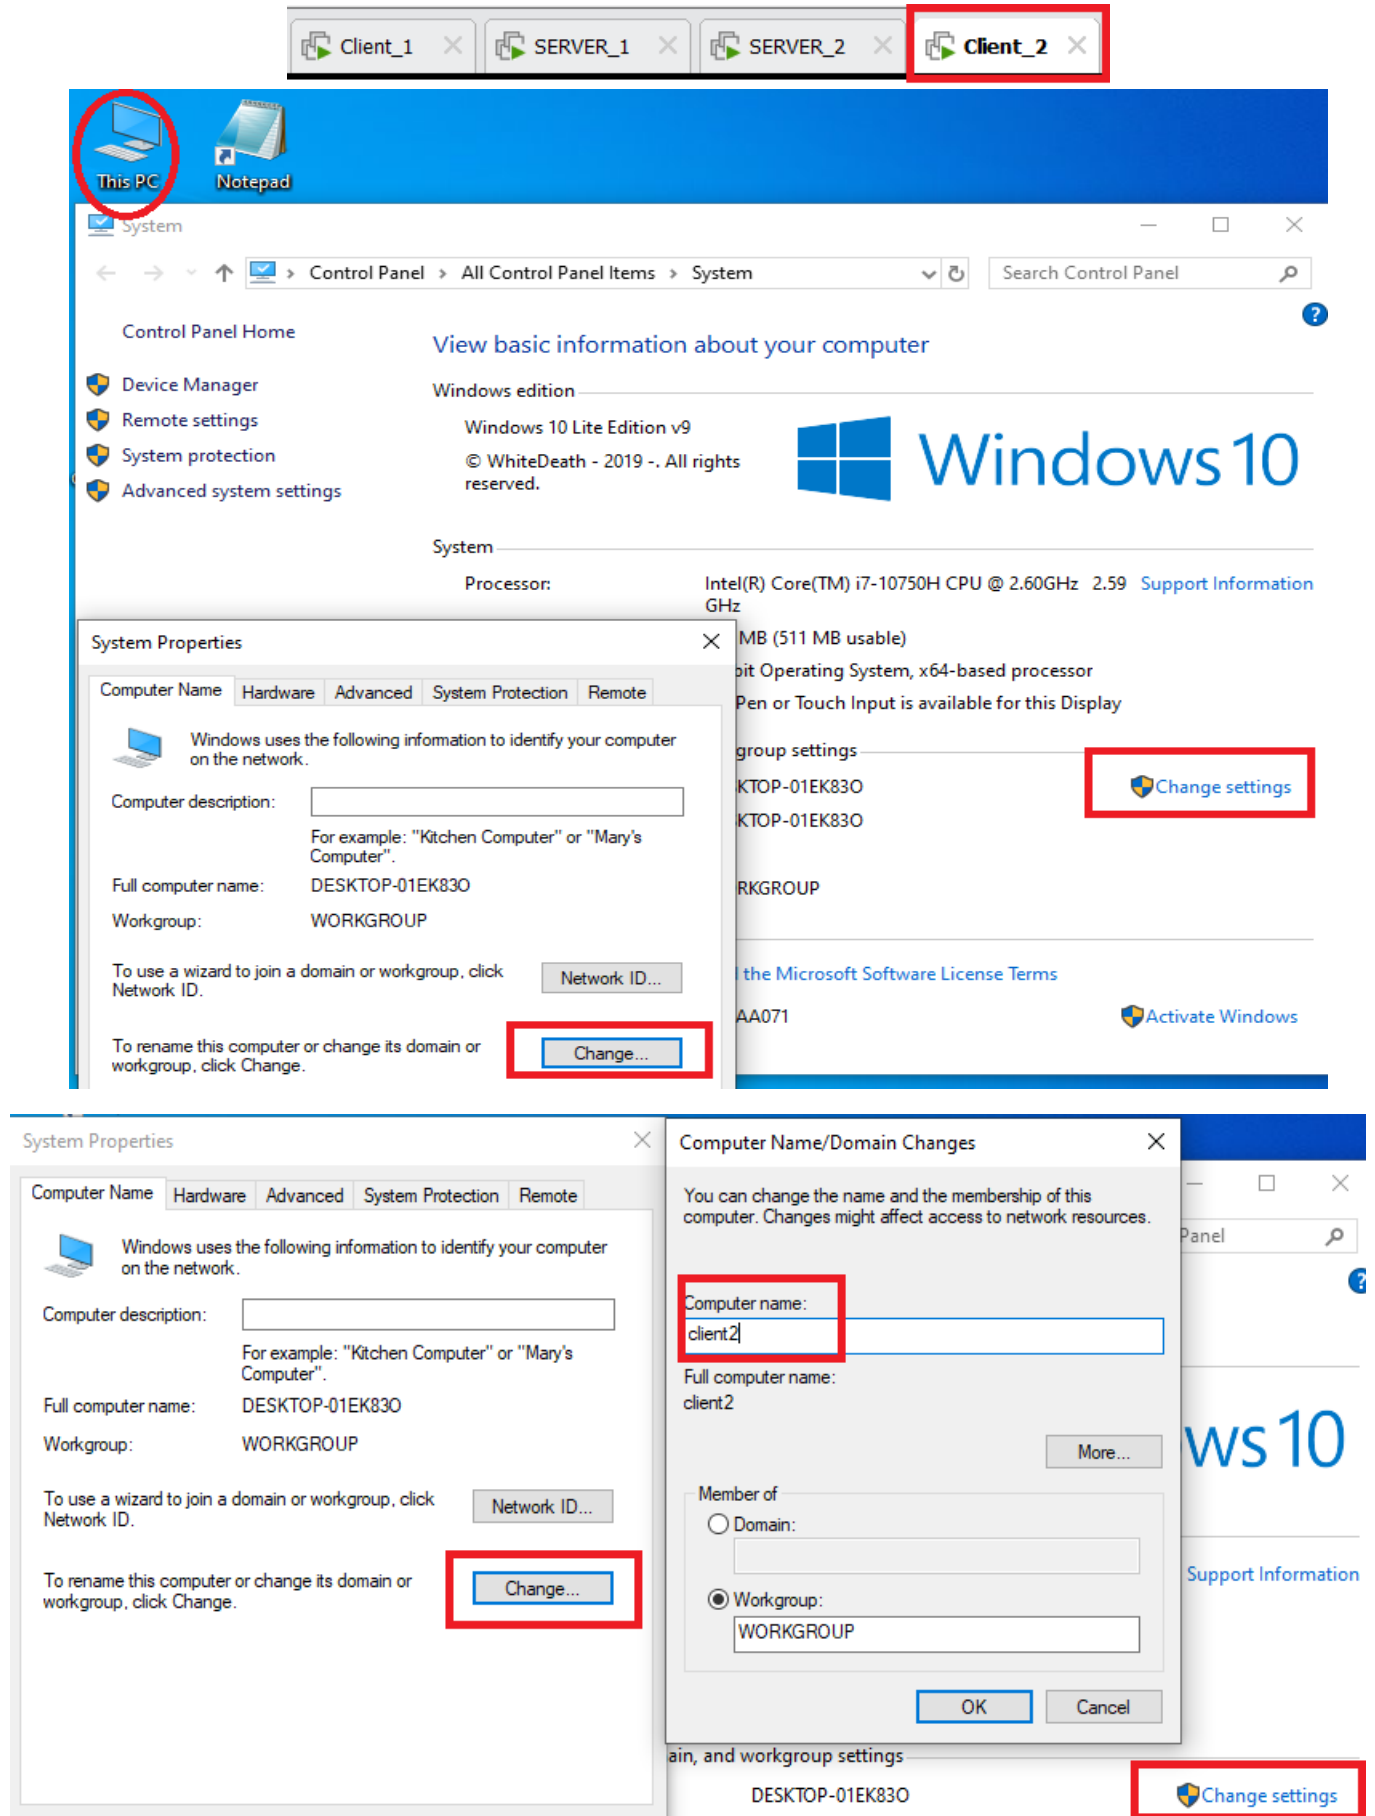 Client_1
SERVER_1
SERVER_2
Client_2
This PC
Notepad
System
Control Panel > All Control Panel Items > System
Search Control Panel
Control Panel Home
Device Manager
Remote settings
System protection
Advanced system settings
View basic information about your computer
Windows edition
Windows 10 Lite Edition v9
© WhiteDeath - 2019 -. All rights
reserved.
Windows 10
System
Processor:
Intel(R) Core(TM) i7-10750H CPU @ 2.60GHz 2.59
GHz
Support Information
MB (511 MB usable)
Operating System, x64-based processor
Pen or Touch Input is available for this Display
group settings
KTOP-01EK83O
Change settings
KTOP-01EK83O
RKGROUP
the Microsoft Software License Terms
AA071
Activate Windows
System Properties
Computer Name
Hardware
Advanced
System Protection
Remote
Windows uses the following information to identify your computer
on the network.
Computer description:
For example: "Kitchen Computer" or "Mary's
Computer".
Full computer name:
DESKTOP-01EK83O
Workgroup:
WORKGROUP
To use a wizard to join a domain or workgroup, click
Network ID.
Network ID...
To rename this computer or change its domain or
workgroup, click Change.
Change...
System Properties
Computer Name
Hardware
Advanced
System Protection
Remote
Windows uses the following information to identify your computer
on the network.
Computer description:
For example: "Kitchen Computer" or "Mary's
Computer".
Full computer name:
DESKTOP-01EK83O
Workgroup:
WORKGROUP
To use a wizard to join a domain or workgroup, click
Network ID.
Network ID...
To rename this computer or change its domain or
workgroup, click Change.
Change...
Computer Name/Domain Changes
You can change the name and the membership of this
computer. Changes might affect access to network resources.
Computer name:
client2
Full computer name:
client2
More...
Member of
Domain:
Workgroup:
WORKGROUP
OK
Cancel
Panel
ws 10
Support Information
ain, and workgroup settings
DESKTOP-01EK83O
Change settings